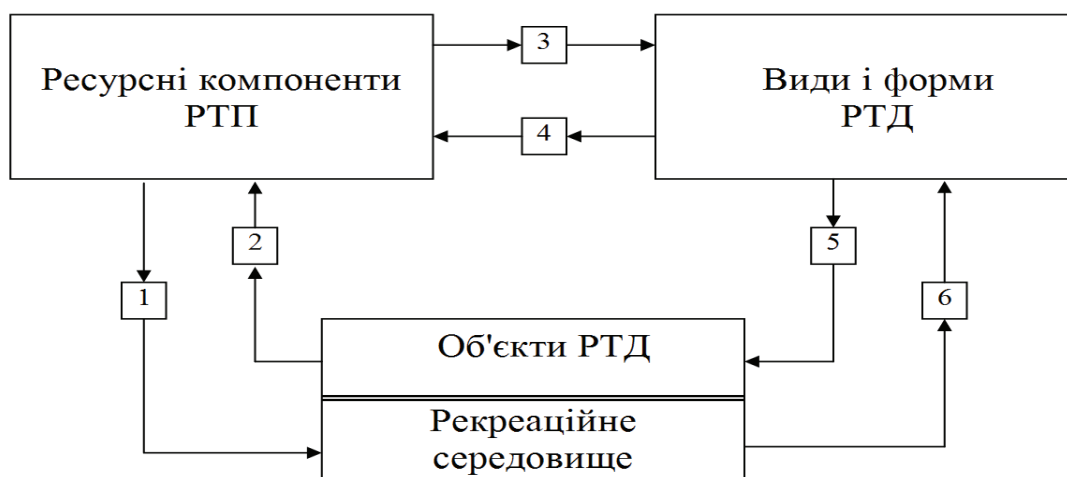 Ресурсні компоненти
РТП
3
4
Види і форми
РТД
2
5
1
6
Об'єкти РТД
Рекреаційне
середовище